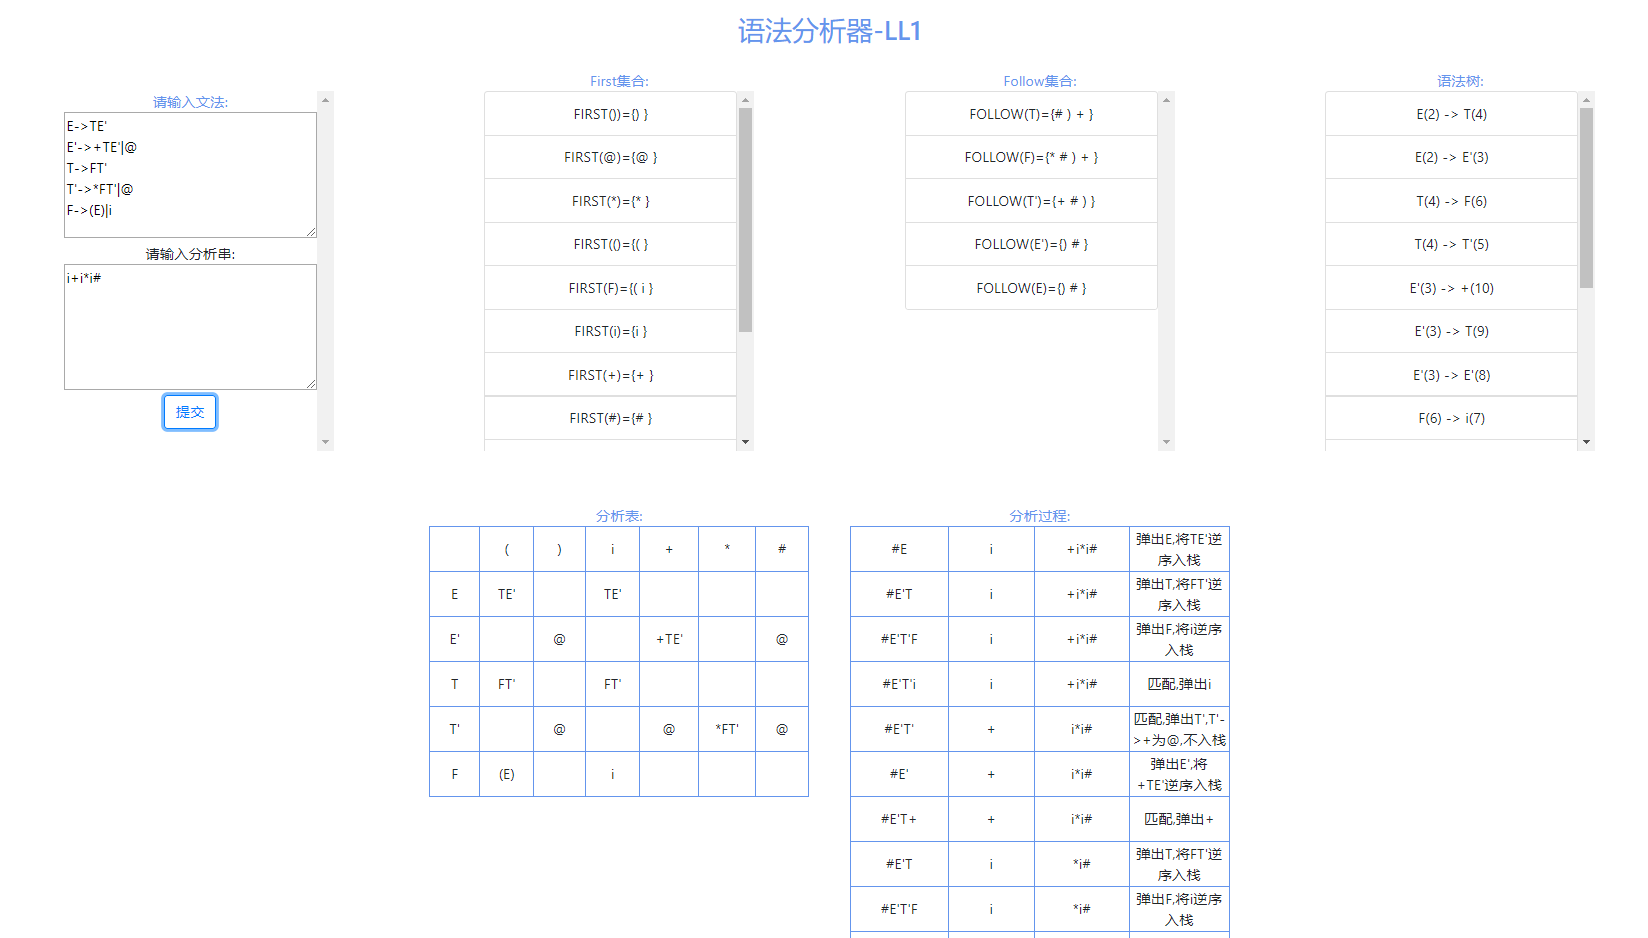 语法分析器-LL1
请输入文法:
E->TE'
E'->+TE'|@
T->FT'
T'->*FT'|@
F->(E)|i
请输入分析串:
i+i*i#
提交
First集合:
FIRST())={) }
FIRST(@)={@ }
FIRST(*)={* }
FIRST(()={( }
FIRST(F)={( i }
FIRST(i)={i }
FIRST(+)={+ }
FIRST(#)={# }
Follow集合:
FOLLOW(T)={# ) + }
FOLLOW(F)={* # ) + }
FOLLOW(T')={+ # ) }
FOLLOW(E')={) # }
FOLLOW(E)={) # }
语法树:
E(2) -> T(4)
E(2) -> E'(3)
T(4) -> F(6)
T(4) -> T'(5)
E'(3) -> +(10)
E'(3) -> T(9)
E'(3) -> E'(8)
F(6) -> i(7)
分析表:
( ) i + * #
E TE' TE'
E' @ +TE' @
T FT' FT'
T' @ @ *FT' @
F (E) i
分析过程:
#E i +i*i# 弹出E,将TE'逆
序入栈
#E'T i +i*i# 弹出T,将FT'逆
序入栈
#E'T'F i +i*i# 弹出F,将i逆序
入栈
#E'T'i i +i*i# 匹配,弹出i
#E'T' + i*i# 匹配,弹出T',T'-
>+为@,不入栈
#E' + i*i# 弹出E',将
+TE'逆序入栈
#E'T+ + i*i# 匹配,弹出+
#E'T i *i# 弹出T,将FT'逆
序入栈
#E'T'F i *i# 弹出F,将i逆序
入栈